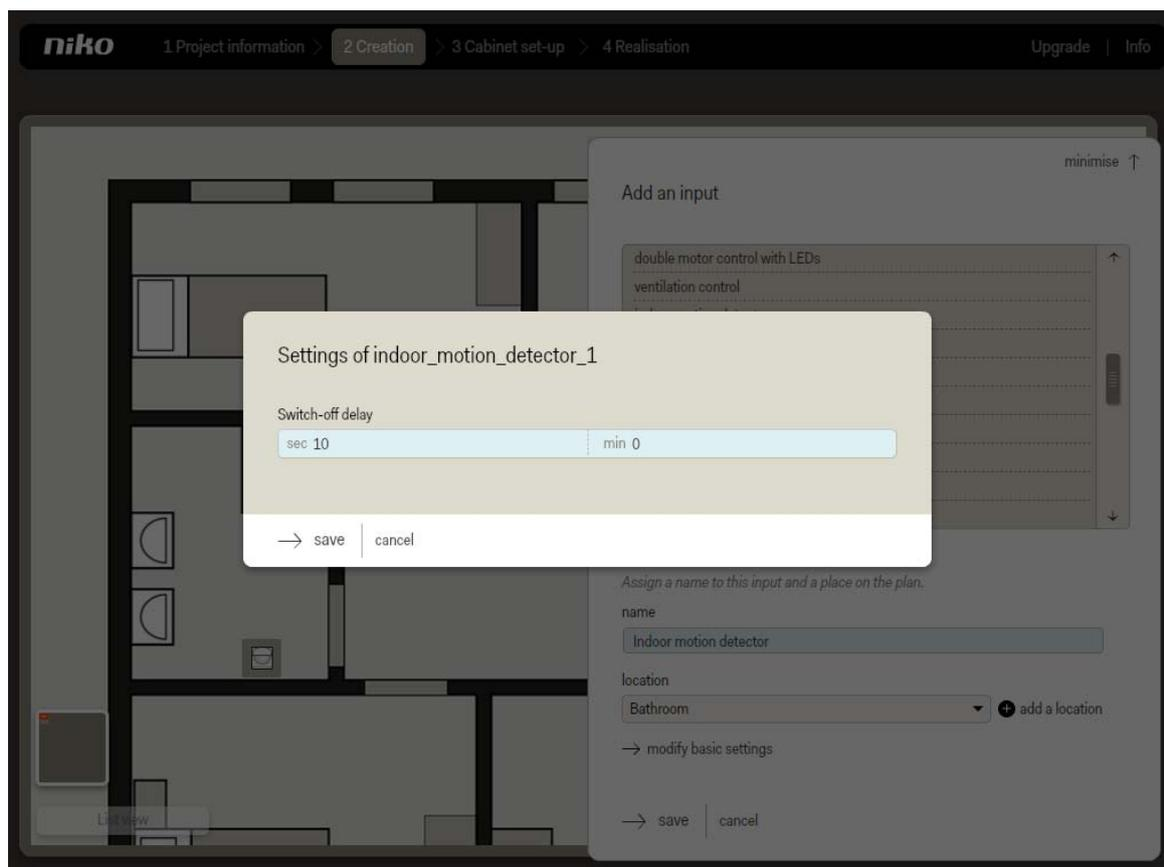 niko
1 Project information > 2 Creation > 3 Cabinet set-up > 4 Realisation
Upgrade | Info
minimise ↑
Add an input
double motor control with LEDs
ventilation control
Settings of indoor_motion_detector_1
Switch-off delay
sec 10
min 0
→ save | cancel
Assign a name to this input and a place on the plan.
name
Indoor motion detector
location
Bathroom
add a location
→ modify basic settings
→ save | cancel
List view